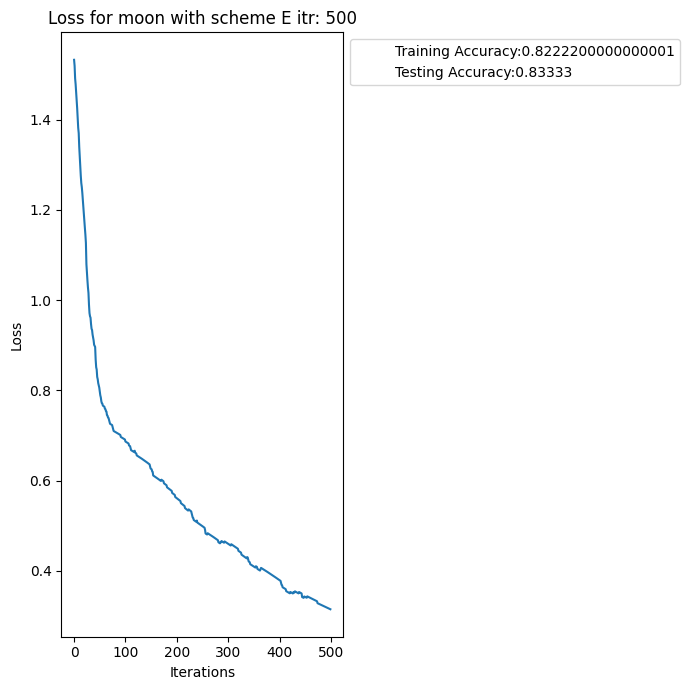 Loss for moon with scheme E itr: 500
Training Accuracy:0.8222200000000001
Testing Accuracy:0.83333
1.4
1.2
1.0
0.8
0.6
0.4
Loss
0 100 200 300 400 500
Iterations